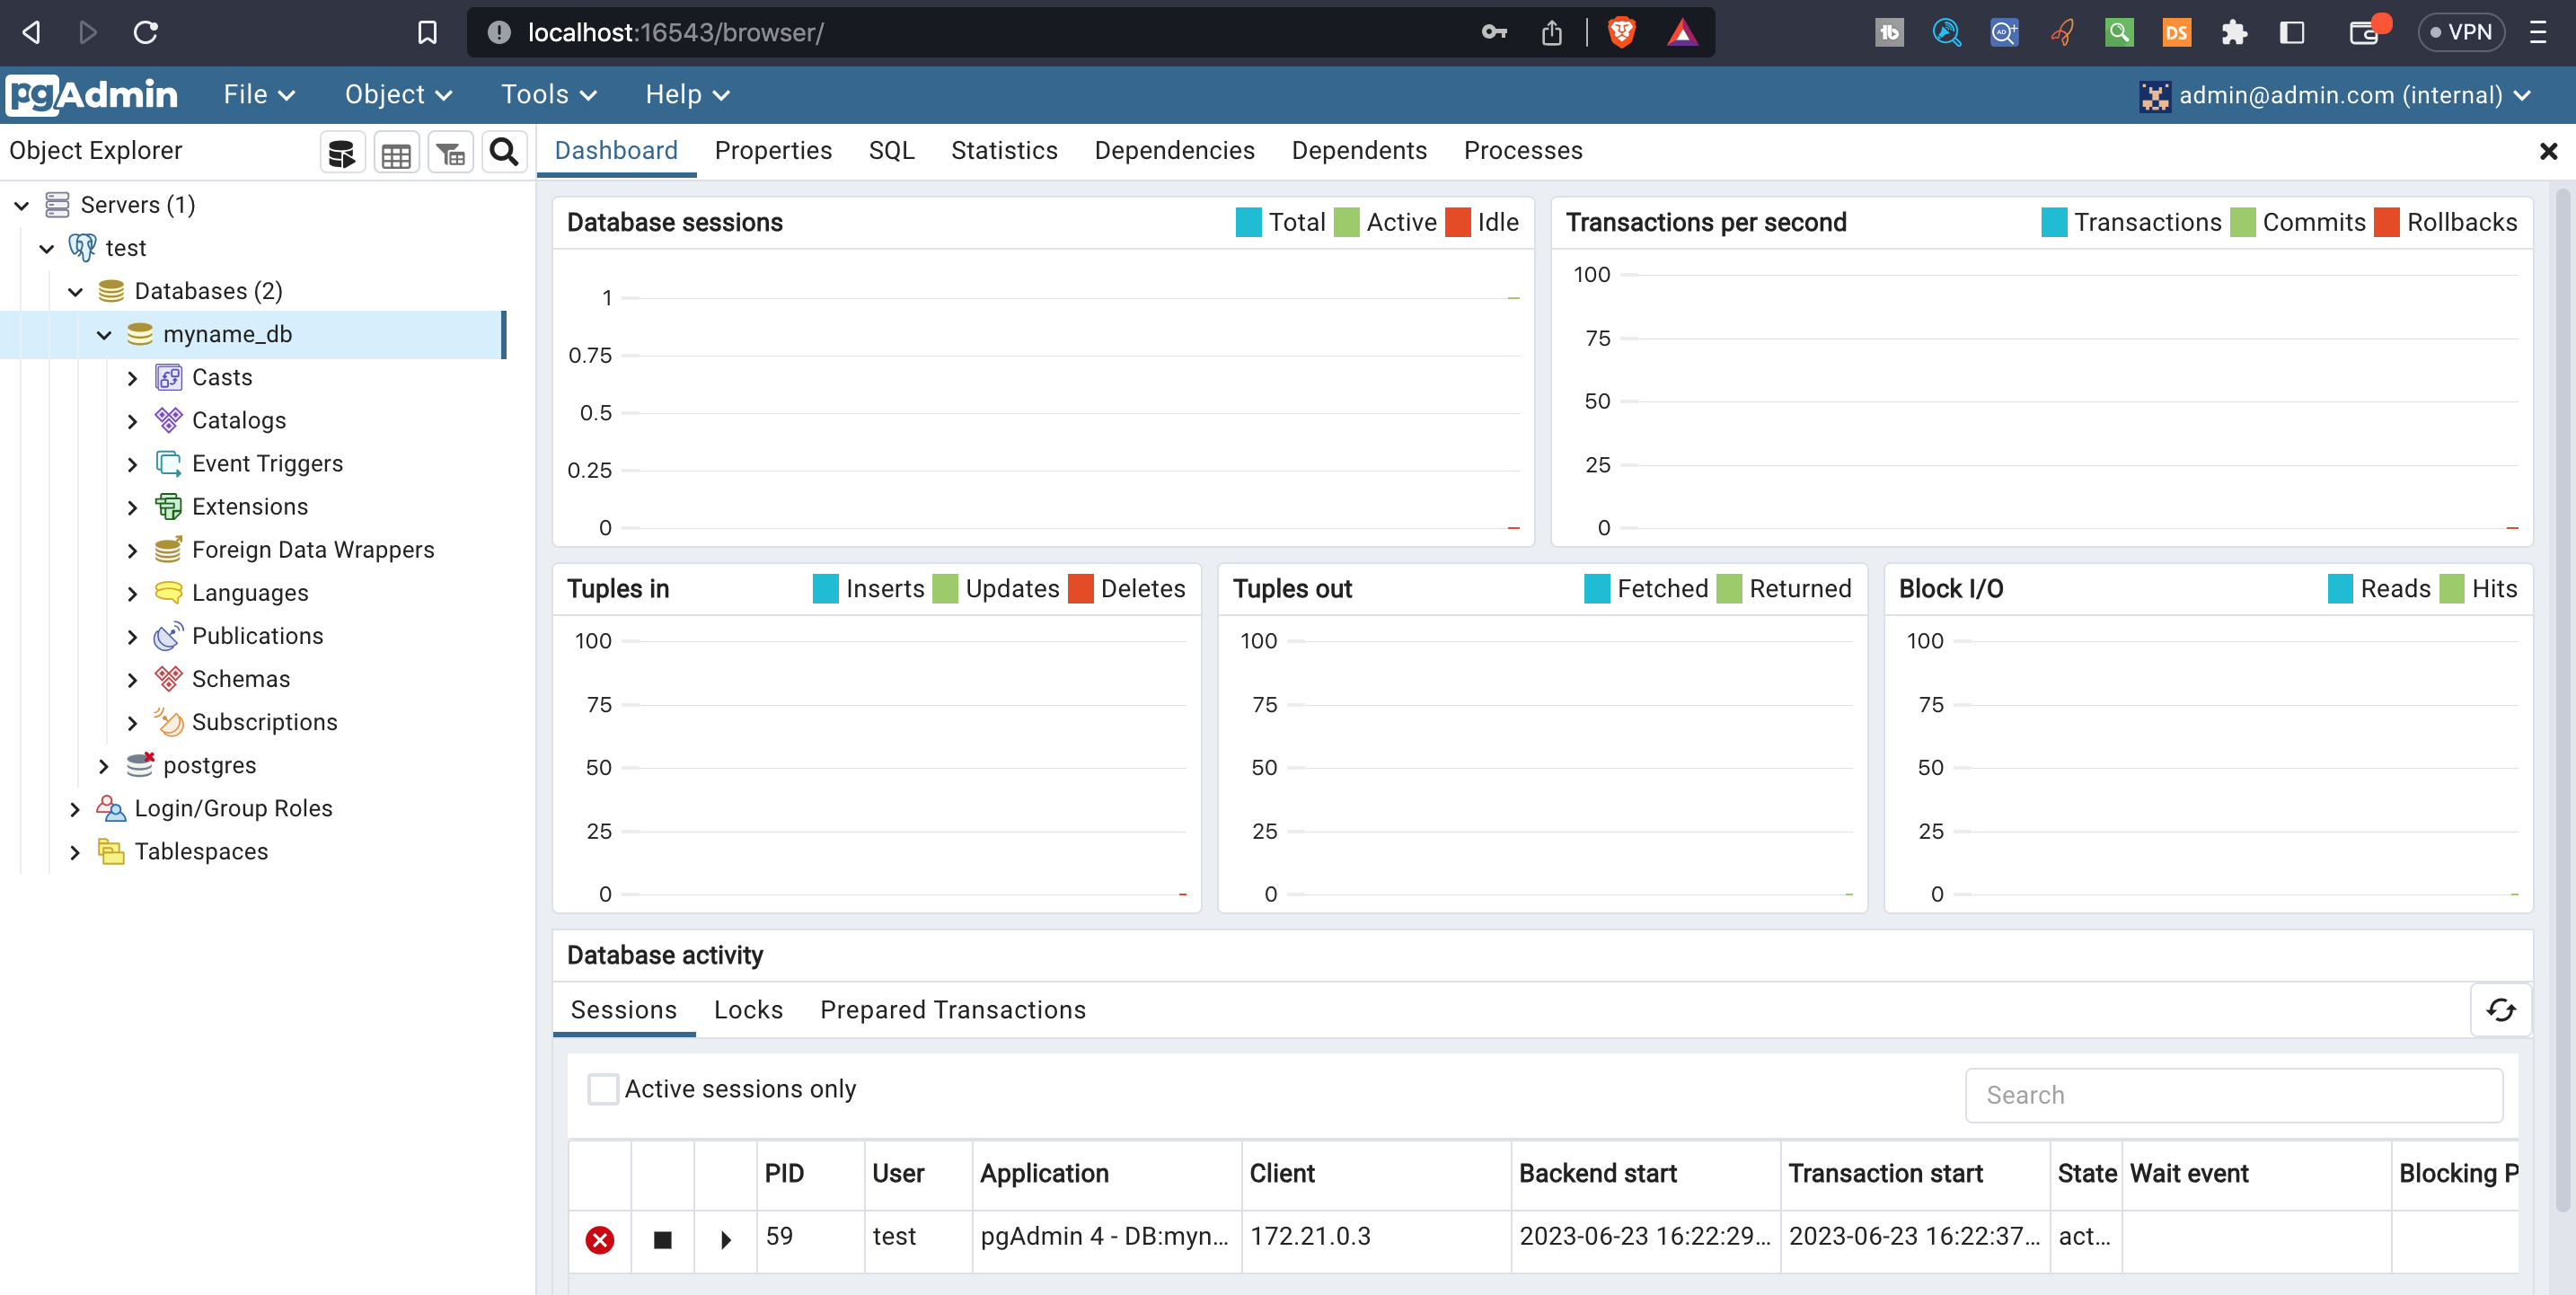 localhost:16543/browser/
tb
AD
DS
VPN
pgAdmin File Object Tools Help admin@admin.com (internal)
Object Explorer
Dashboard Properties SQL Statistics Dependencies Dependents Processes
Servers (1)
test
Databases (2)
myname_db
Casts
Catalogs
Event Triggers
Extensions
Foreign Data Wrappers
Languages
Publications
Schemas
Subscriptions
postgres
Login/Group Roles
Tablespaces
Database sessions Total Active Idle
1
0.75
0.5
0.25
0
Transactions per second Transactions Commits Rollbacks
100
75
50
25
0
Tuples in Inserts Updates Deletes
100
75
50
25
0
Tuples out Fetched Returned
100
75
50
25
0
Block I/O Reads Hits
100
75
50
25
0
Database activity
Sessions Locks Prepared Transactions
Active sessions only Search
PID User Application Client Backend start Transaction start State Wait event Blocking P
59 test pgAdmin 4 - DB:myn... 172.21.0.3 2023-06-23 16:22:29... 2023-06-23 16:22:37... act...